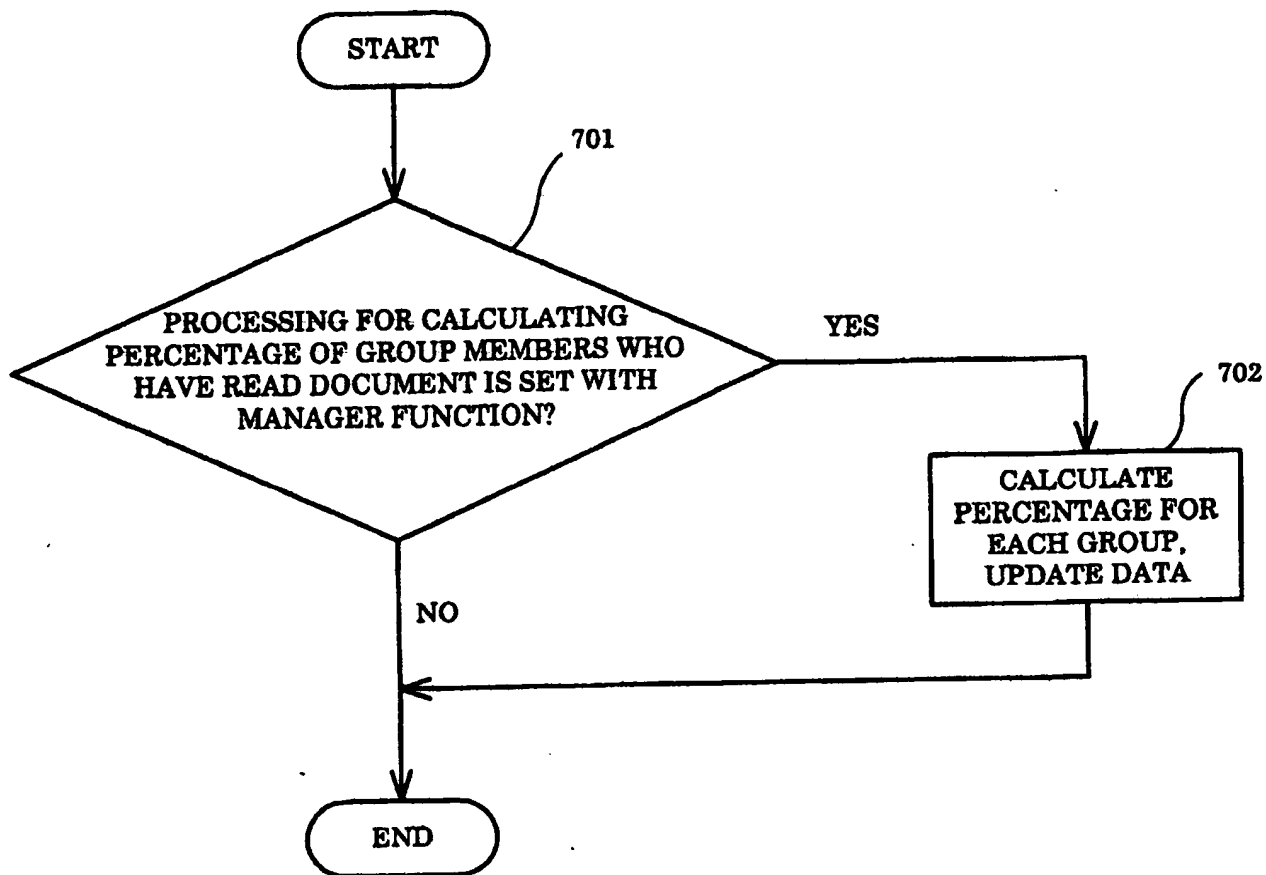 START
701
PROCESSING FOR CALCULATING
PERCENTAGE OF GROUP MEMBERS WHO
HAVE READ DOCUMENT IS SET WITH
MANAGER FUNCTION?
YES
702
CALCULATE
PERCENTAGE FOR
EACH GROUP,
UPDATE DATA
NO
END